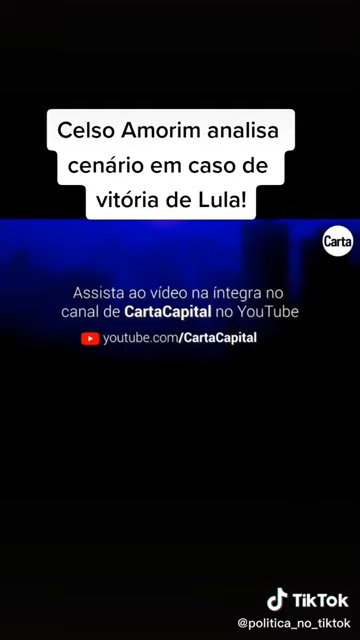 Celso Amorim analisa
cenário em caso de
vitória de Lula!
Carta
Assista ao vídeo na íntegra no
canal de CartaCapital no YouTube
youtube.com/CartaCapital
TikTok
@politica_no_tiktok